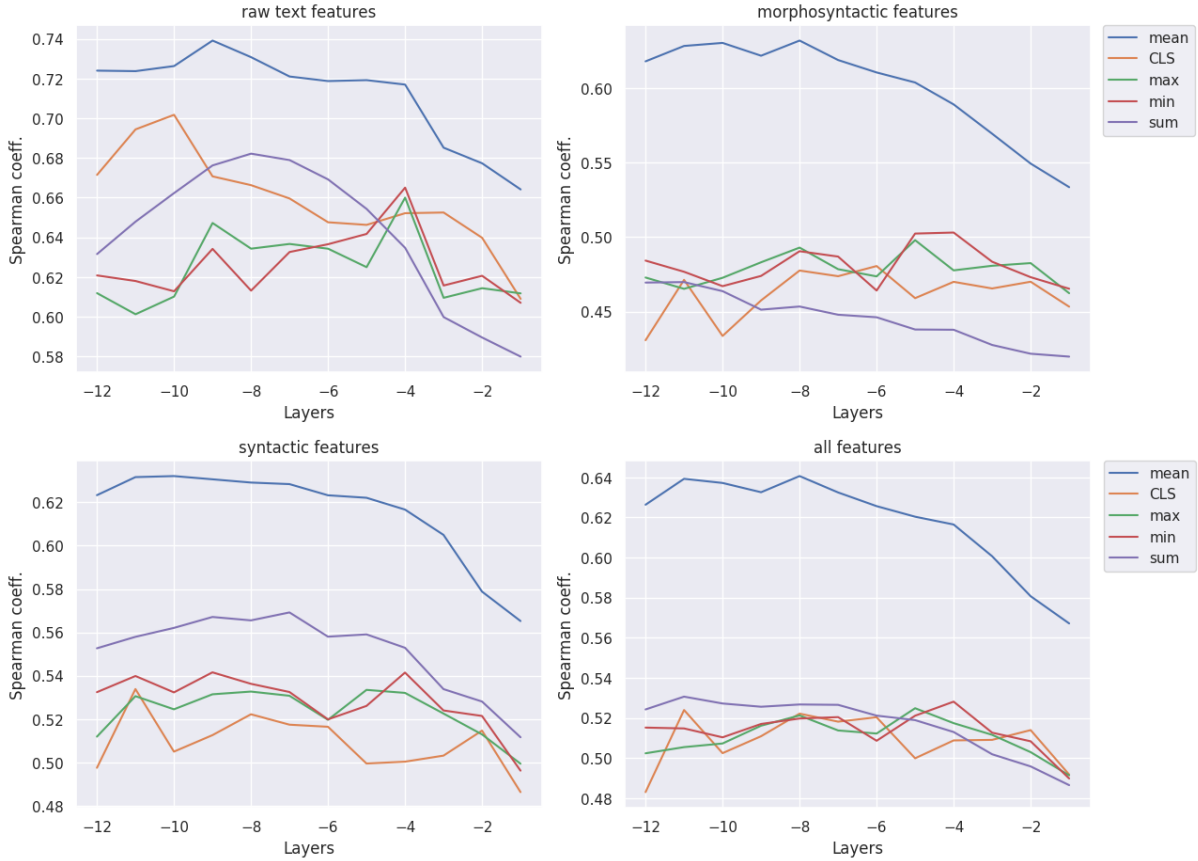 raw text features
0.74
0.72
0.70
0.68
0.66
0.64
0.62
0.60
0.58
Spearman coeff.
−12 −10 −8 −6 −4 −2
Layers
morphosyntactic features
0.60
0.55
0.50
0.45
Spearman coeff.
−12 −10 −8 −6 −4 −2
Layers
mean
CLS
max
min
sum
syntactic features
0.62
0.60
0.58
0.56
0.54
0.52
0.50
0.48
Spearman coeff.
−12 −10 −8 −6 −4 −2
Layers
all features
0.64
0.62
0.60
0.58
0.56
0.54
0.52
0.50
0.48
Spearman coeff.
−12 −10 −8 −6 −4 −2
Layers
mean
CLS
max
min
sum